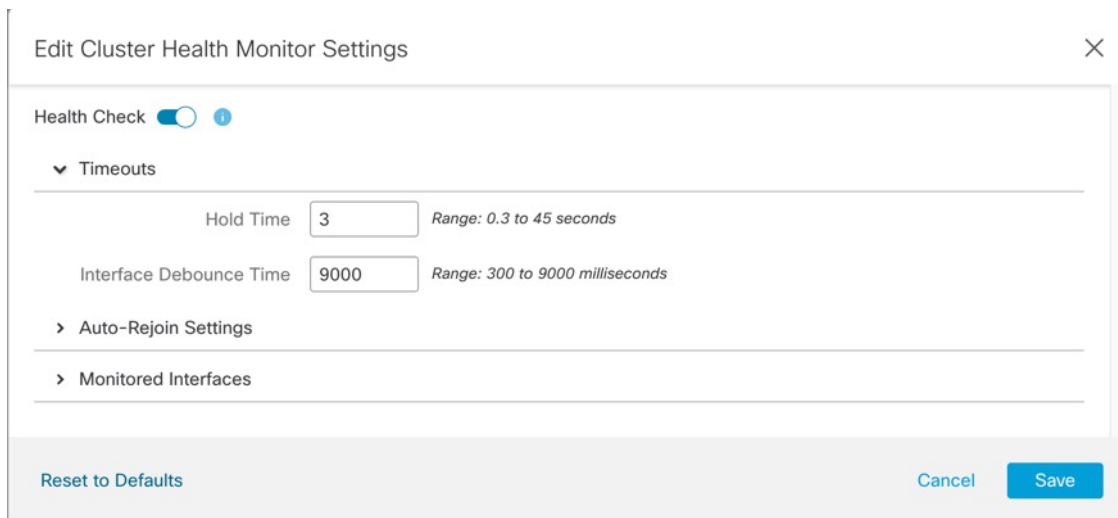 Edit Cluster Health Monitor Settings
Health Check
Timeouts
Hold Time 3 Range: 0.3 to 45 seconds
Interface Debounce Time 9000 Range: 300 to 9000 milliseconds
Auto-Rejoin Settings
Monitored Interfaces
Reset to Defaults Cancel Save